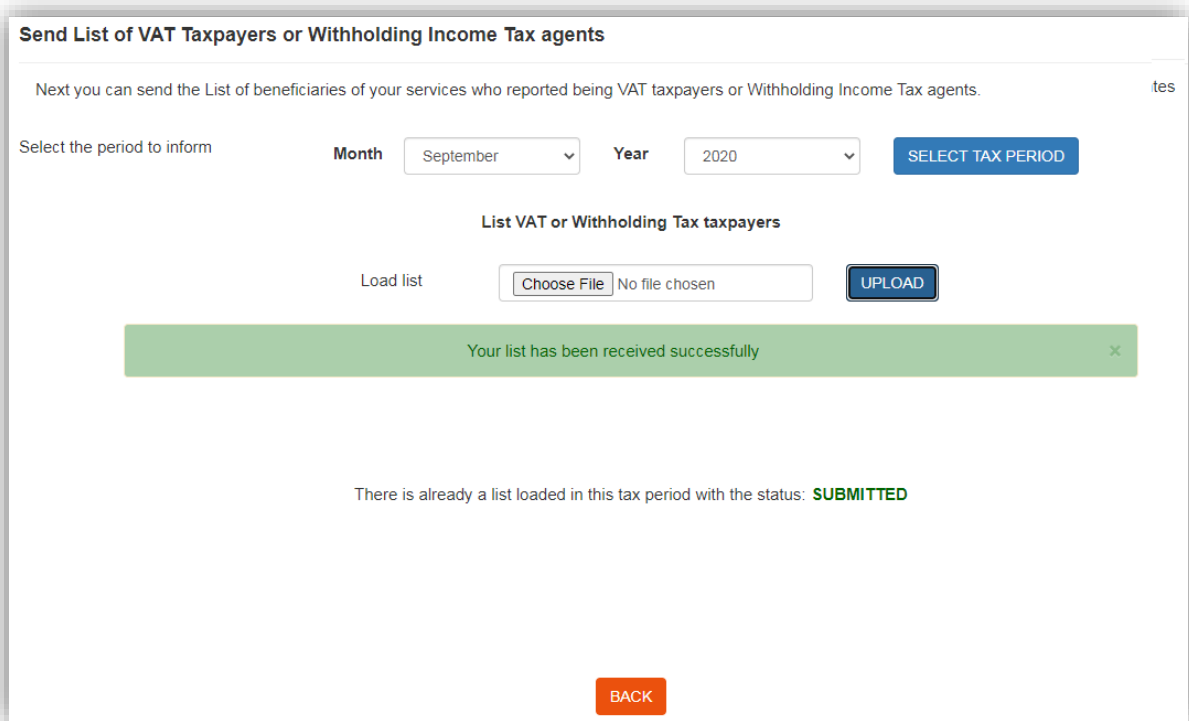 Send List of VAT Taxpayers or Withholding Income Tax agents
Next you can send the List of beneficiaries of your services who reported being VAT taxpayers or Withholding Income Tax agents.
tes
Select the period to inform Month September Year 2020 SELECT TAX PERIOD
List VAT or Withholding Tax taxpayers
Load list Choose File No file chosen UPLOAD
Your list has been received successfully ×
There is already a list loaded in this tax period with the status: SUBMITTED
BACK